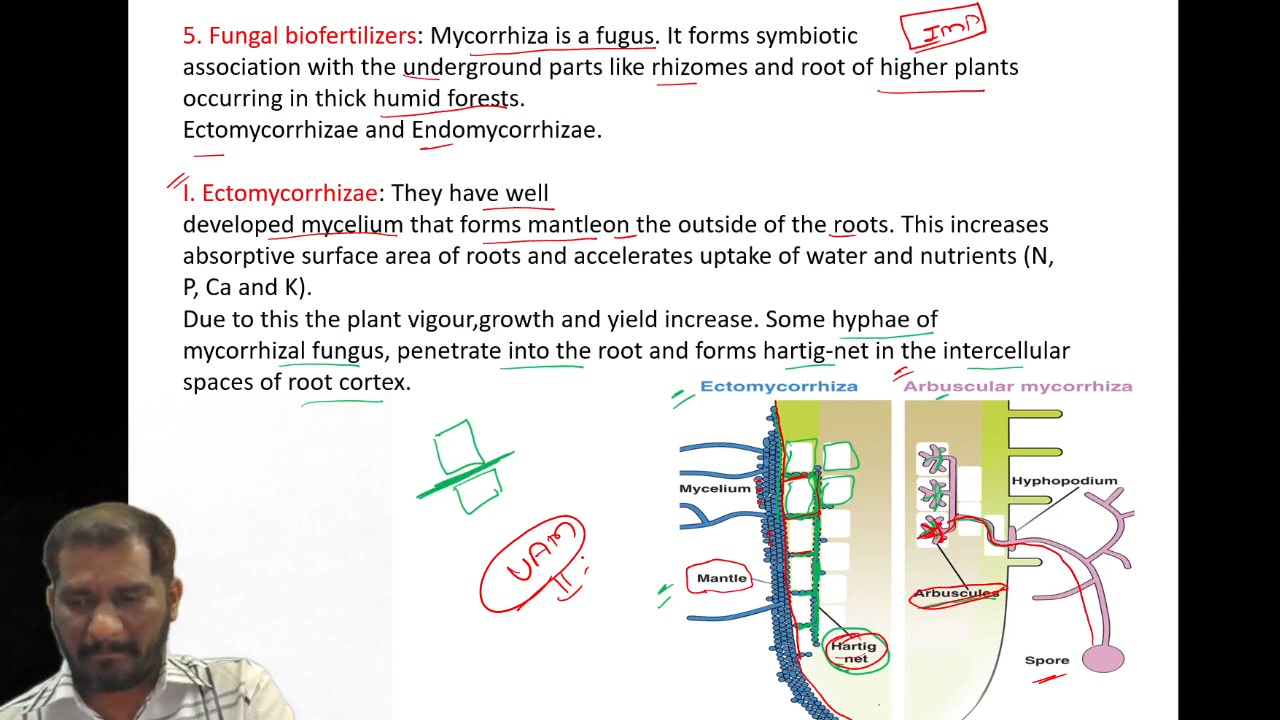 5. Fungal biofertilizers: Mycorrhiza is a fugus. It forms symbiotic
association with the underground parts like rhizomes and root of higher plants
occurring in thick humid forests.
Ectomycorrhizae and Endomycorrhizae.
Imp
I. Ectomycorrhizae: They have well
developed mycelium that forms mantleon the outside of the roots. This increases
absorptive surface area of roots and accelerates uptake of water and nutrients (N,
P, Ca and K).
Due to this the plant vigour,growth and yield increase. Some hyphae of
mycorrhizal fungus, penetrate into the root and forms hartig-net in the intercellular
spaces of root cortex.
VAM
Ectomycorrhiza
Mycelium
Mantle
Hartig
net
Arbuscular mycorrhiza
Hyphopodium
Arbuscules
Spore